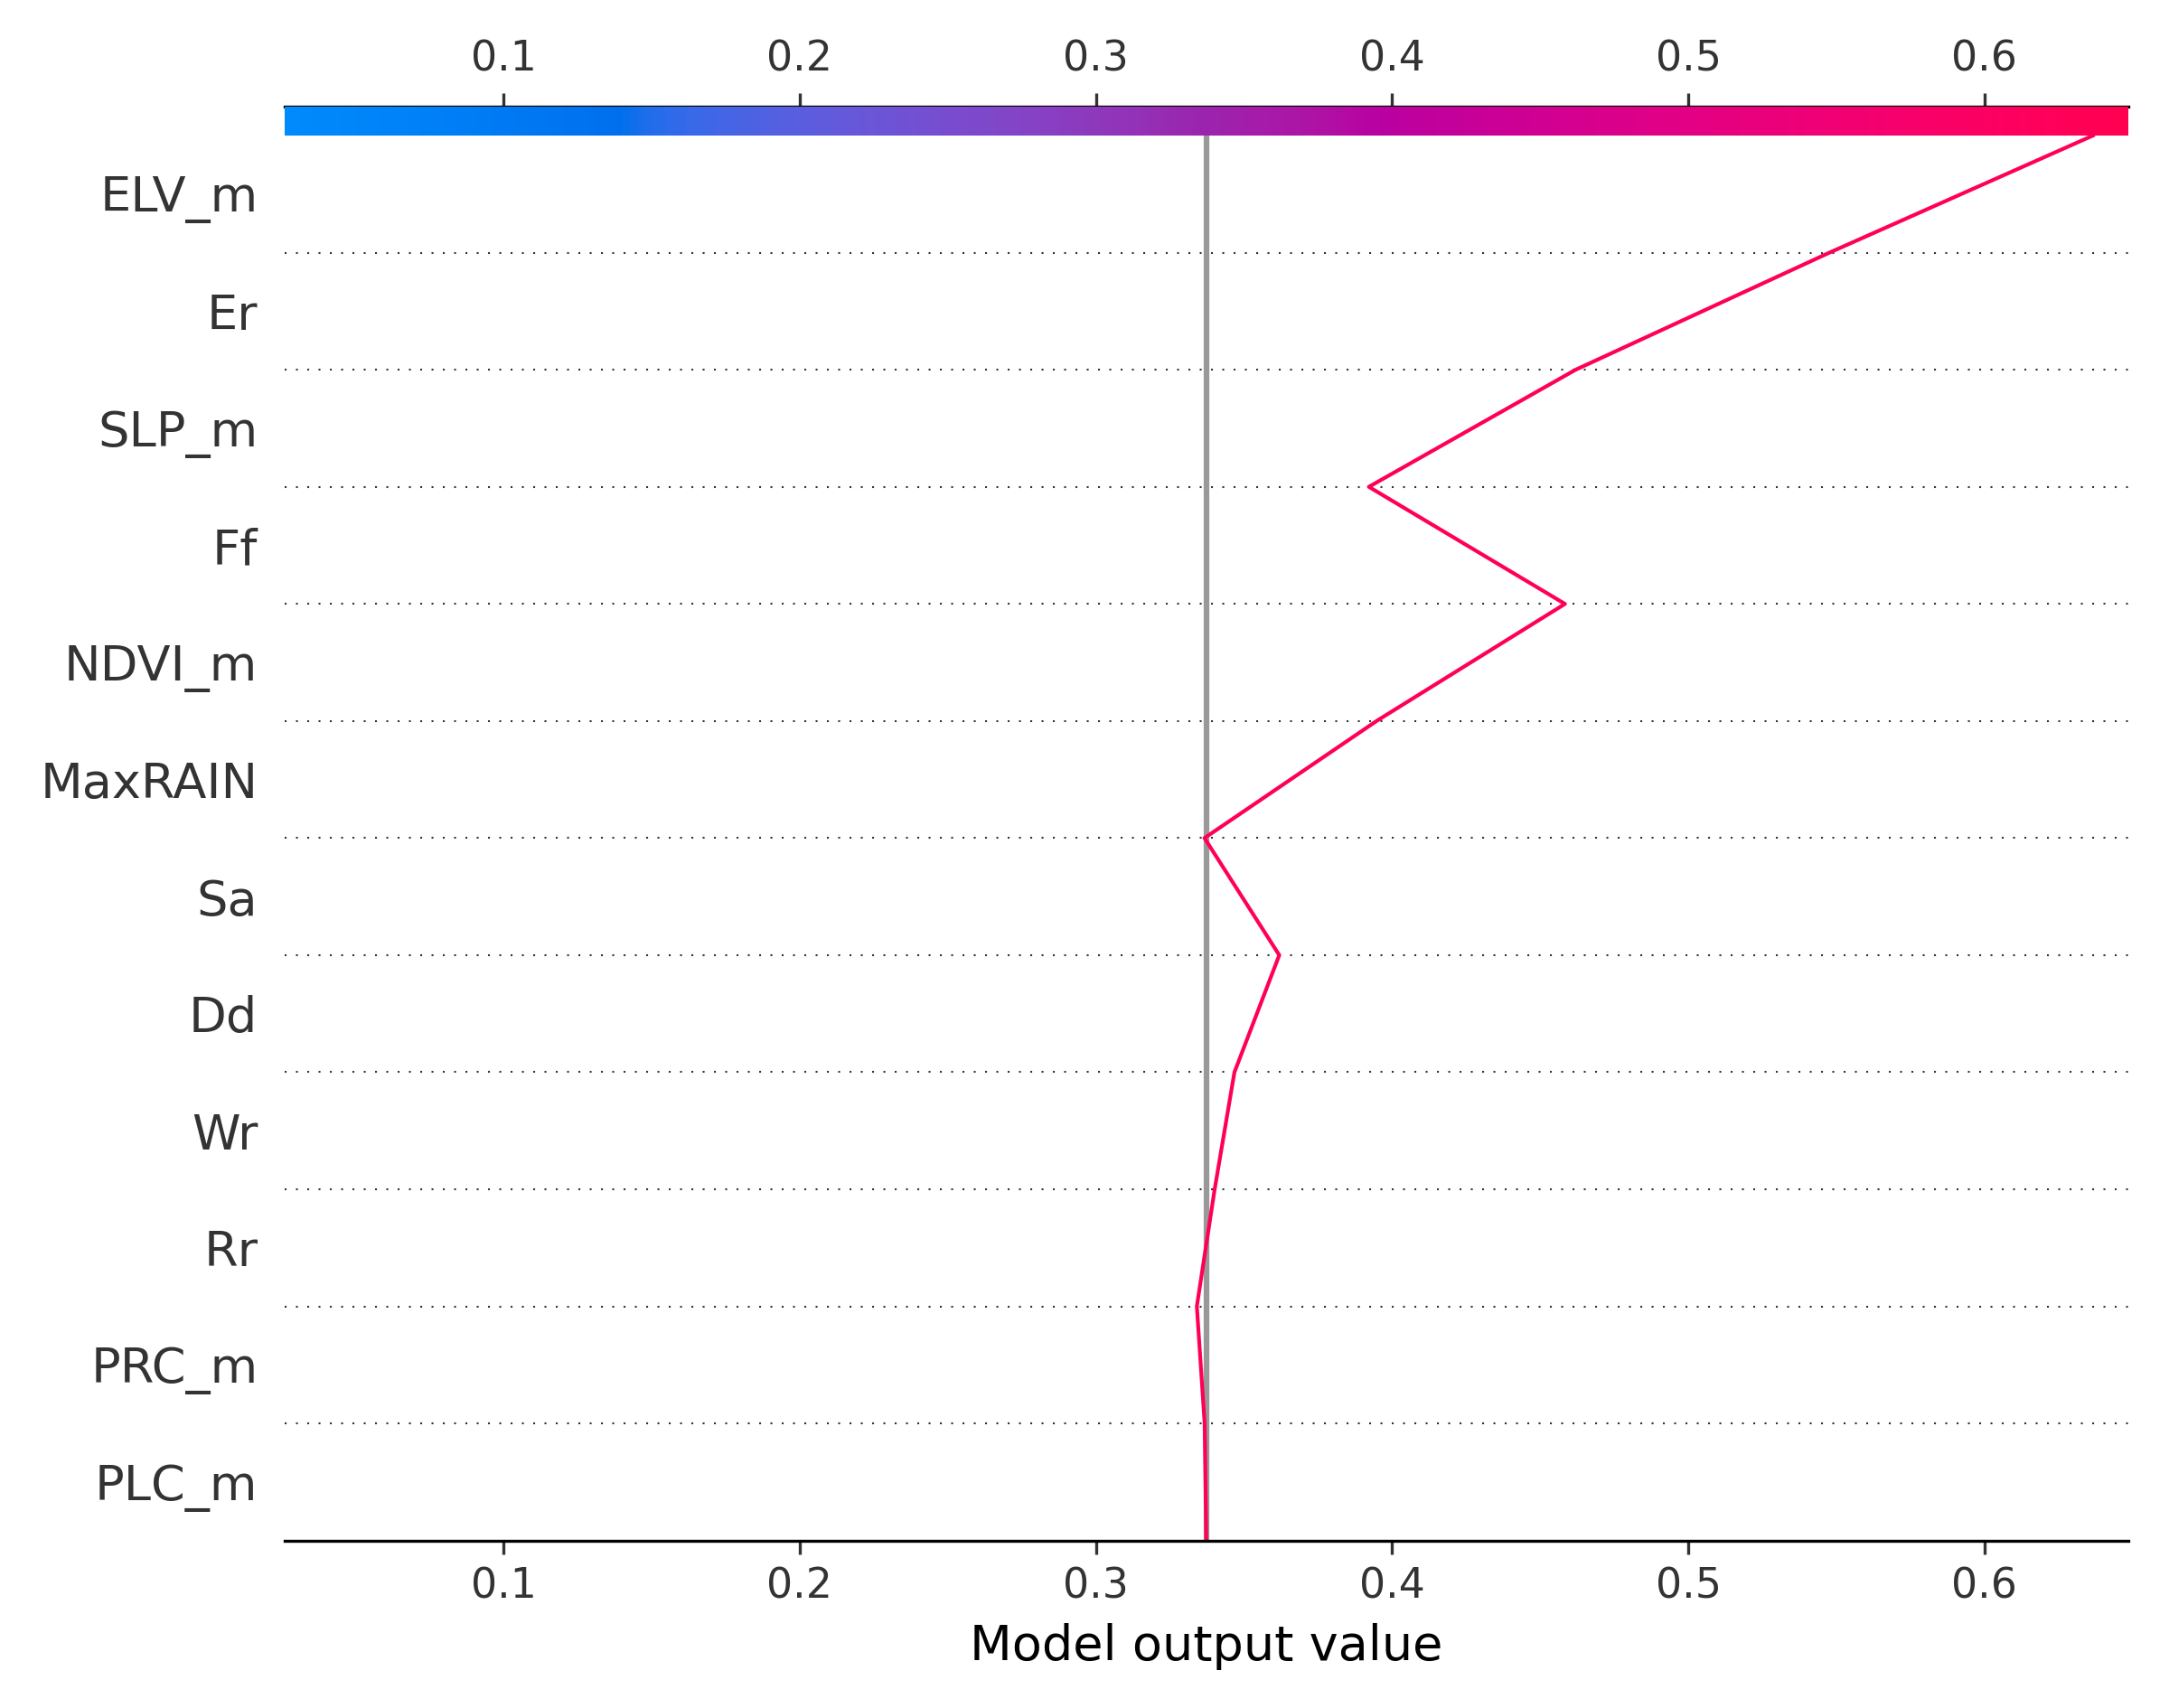 0.1 0.2 0.3 0.4 0.5 0.6
ELV_m
Er
SLP_m
Ff
NDVI_m
MaxRAIN
Sa
Dd
Wr
Rr
PRC_m
PLC_m
0.1 0.2 0.3 0.4 0.5 0.6
Model output value